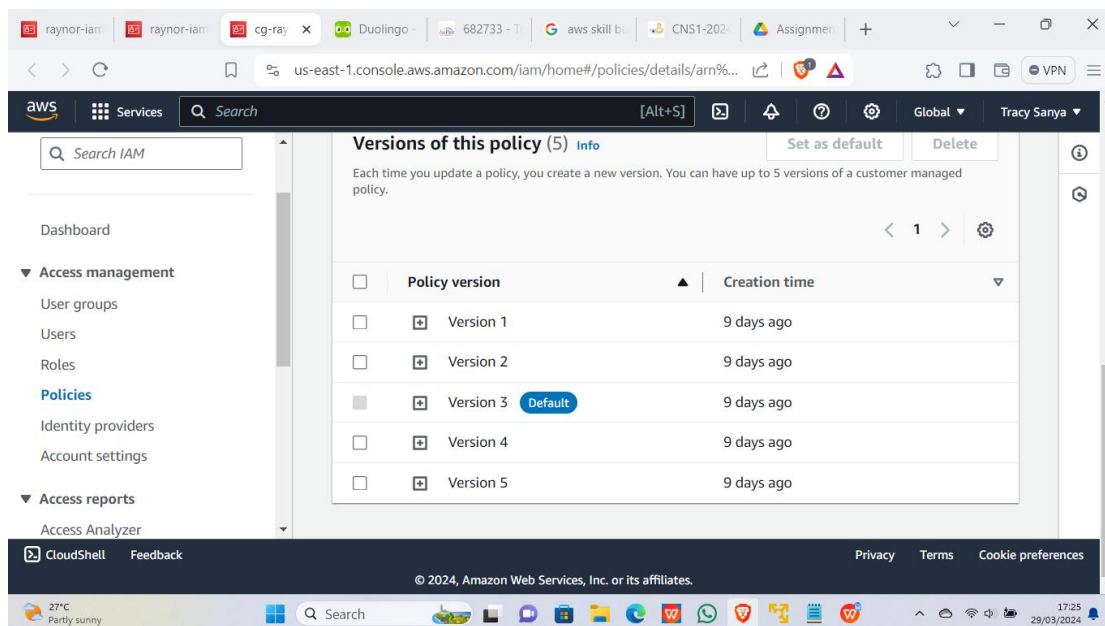 raynor-iam
raynor-iam
cg-ray
Duolingo -
682733 - T
aws skill bu
CNS1-2024
Assignmen
us-east-1.console.aws.amazon.com/iam/home#/policies/details/arn%...
VPN
aws
Services
Search
[Alt+S]
Global
Tracy Sanya
Search IAM
Dashboard
Access management
User groups
Users
Roles
Policies
Identity providers
Account settings
Access reports
Access Analyzer
Versions of this policy (5) Info
Set as default
Delete
Each time you update a policy, you create a new version. You can have up to 5 versions of a customer managed
policy.
1
Policy version
Creation time
Version 1 9 days ago
Version 2 9 days ago
Version 3 Default 9 days ago
Version 4 9 days ago
Version 5 9 days ago
CloudShell Feedback
Privacy Terms Cookie preferences
© 2024, Amazon Web Services, Inc. or its affiliates.
27°C
Partly sunny
Search
17:25
29/03/2024